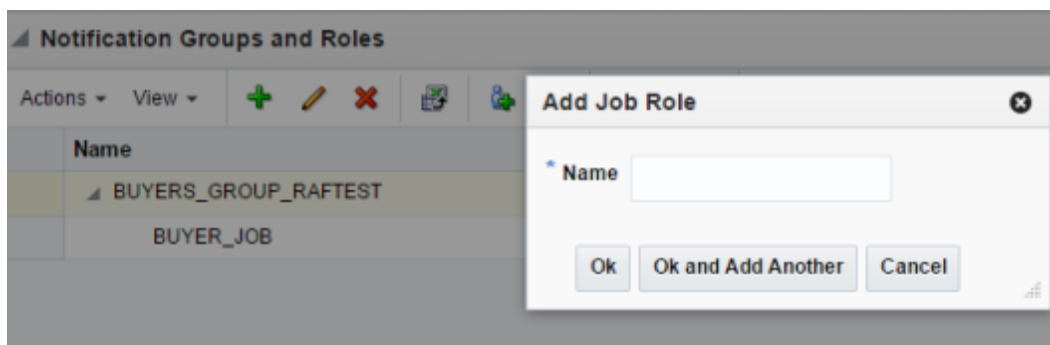 Notification Groups and Roles
Actions View
Add Job Role
Name
* Name
BUYERS_GROUP_RAFTEST
BUYER_JOB
Ok Ok and Add Another Cancel